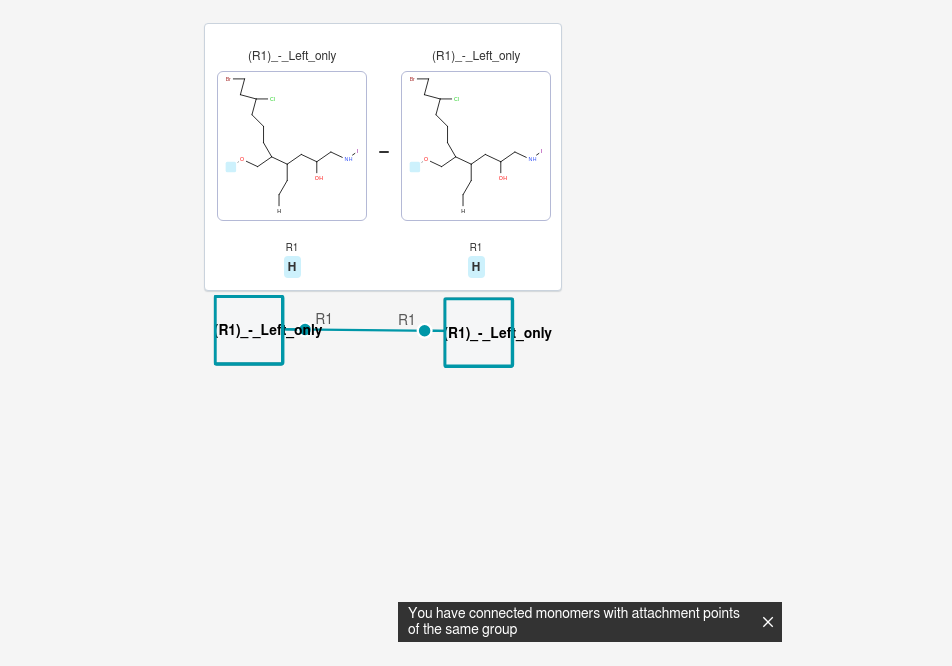 (R1)_-_Left_only (R1)_-_Left_only
Br Br
Cl Cl
I I
O NH O NH
OH OH
H H
–
R1 R1
H H
R1 R1
(R1)_-_Left_only (R1)_-_Left_only
You have connected monomers with attachment points
of the same group